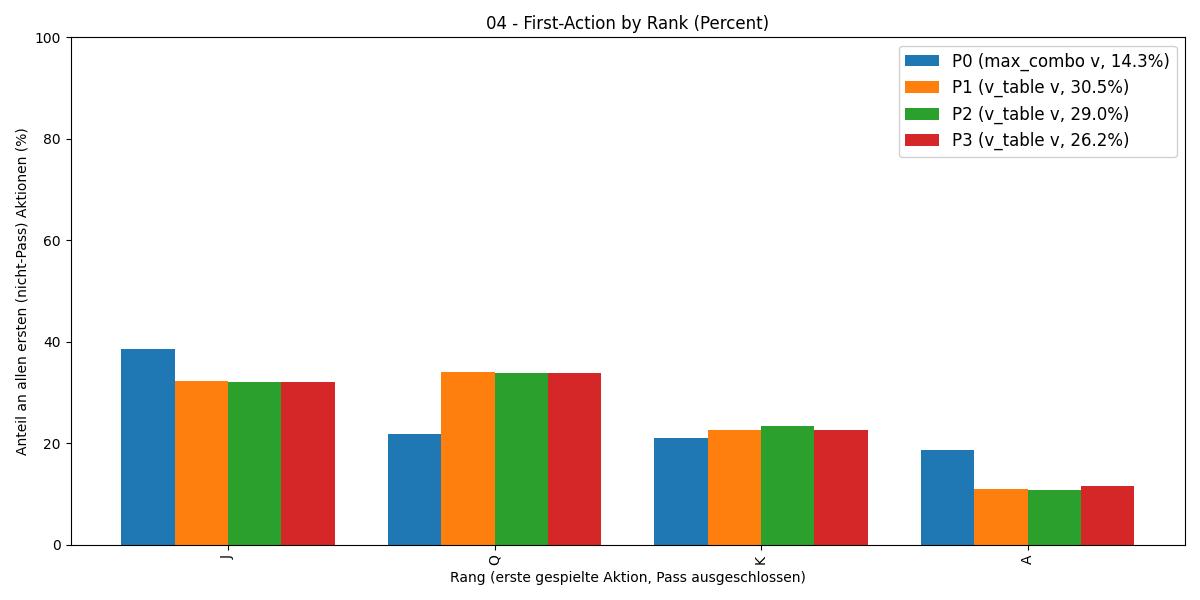 04 - First-Action by Rank (Percent)
Anteil an allen ersten (nicht-Pass) Aktionen (%)
100
80
60
40
20
0
P0 (max_combo v, 14.3%)
P1 (v_table v, 30.5%)
P2 (v_table v, 29.0%)
P3 (v_table v, 26.2%)
J
Q
K
A
Rang (erste gespielte Aktion, Pass ausgeschlossen)